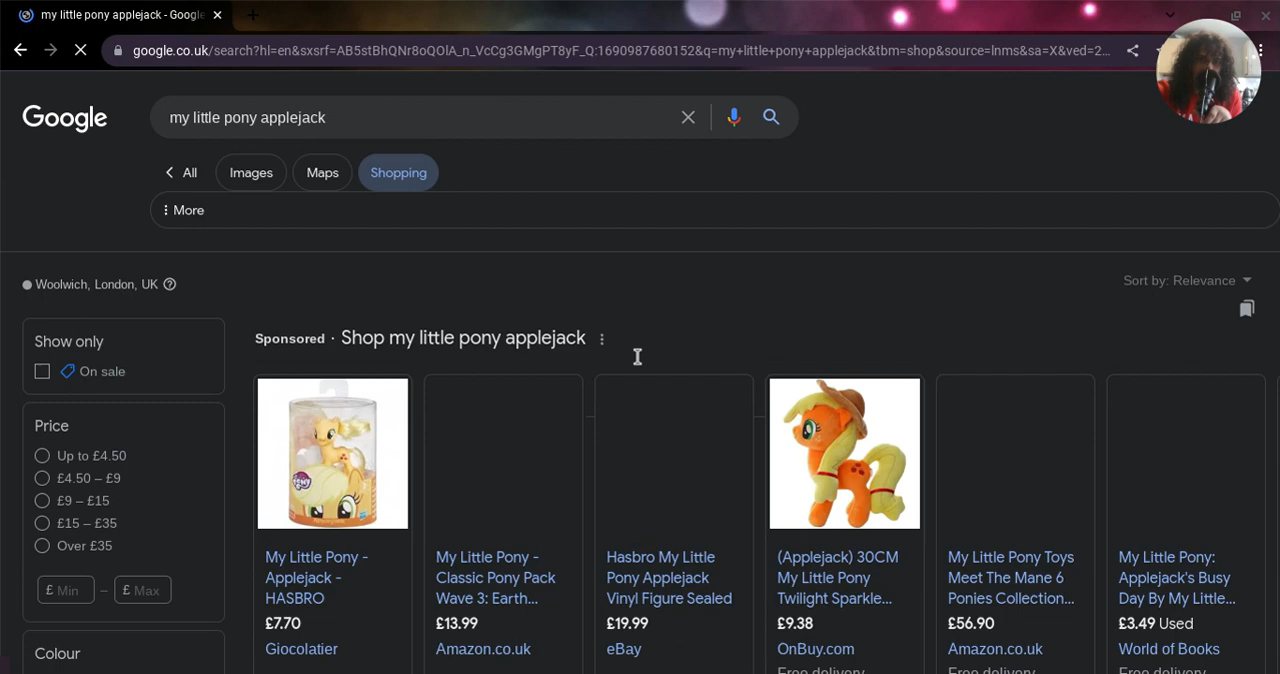 my little pony applejack - Google
google.co.uk/search?hl=en&sxsrf=AB5stBhQNr8oQOlA_n_VcCg3GMgPT8yF_Q:1690987680152&q=my+little+pony+applejack&tbm=shop&source=lnms&sa=X&ved=2...
Google
my little pony applejack
All Images Maps Shopping
More
Woolwich, London, UK
Sort by: Relevance
Show only
On sale
Price
Up to £4.50
£4.50 – £9
£9 – £15
£15 – £35
Over £35
£ Min – £ Max
Colour
Sponsored · Shop my little pony applejack
My Little Pony -
Applejack -
HASBRO
£7.70
Giocolatier
My Little Pony -
Classic Pony Pack
Wave 3: Earth...
£13.99
Amazon.co.uk
Hasbro My Little
Pony Applejack
Vinyl Figure Sealed
£19.99
eBay
(Applejack) 30CM
My Little Pony
Twilight Sparkle...
£9.38
OnBuy.com
Free delivery
My Little Pony Toys
Meet The Mane 6
Ponies Collection...
£56.90
Amazon.co.uk
Free delivery
My Little Pony:
Applejack's Busy
Day By My Little...
£3.49 Used
World of Books
Free delivery